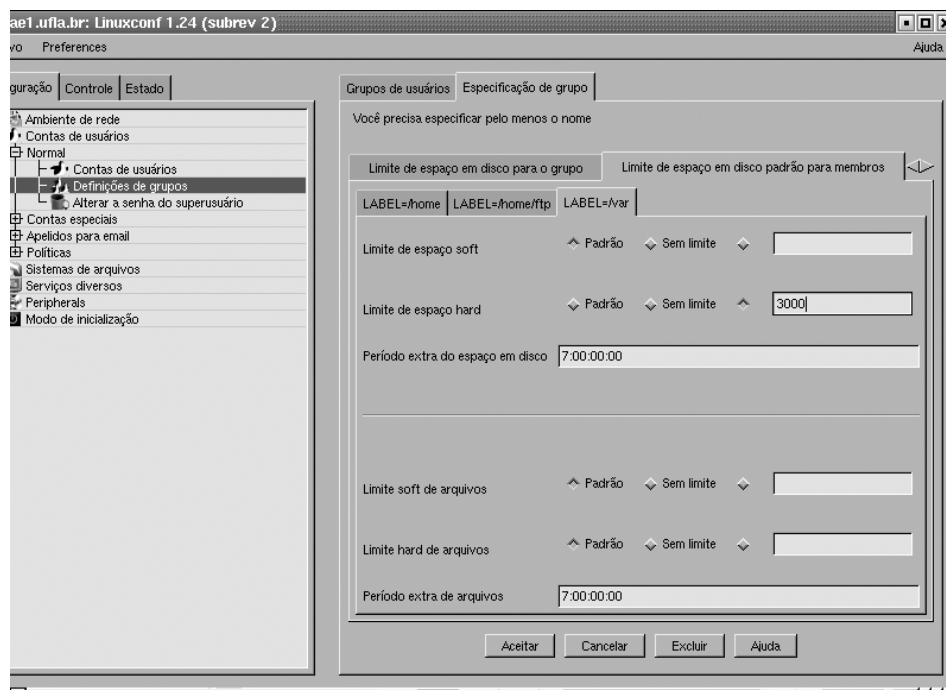 ae1.ufla.br: Linuxconf 1.24 (subrev 2)
vo Preferences Ajuda
guração Controle Estado
Ambiente de rede
Contas de usuários
Normal
Contas de usuários
Definições de grupos
Alterar a senha do superusuário
Contas especiais
Apelidos para email
Políticas
Sistemas de arquivos
Serviços diversos
Peripherals
Modo de inicialização
Grupos de usuários Especificação de grupo
Você precisa especificar pelo menos o nome
Limite de espaço em disco para o grupo Limite de espaço em disco padrão para membros
LABEL=/home LABEL=/home/ftp LABEL=/var
Limite de espaço soft Padrão Sem limite
Limite de espaço hard Padrão Sem limite 3000
Período extra do espaço em disco 7:00:00:00
Limite soft de arquivos Padrão Sem limite
Limite hard de arquivos Padrão Sem limite
Período extra de arquivos 7:00:00:00
Aceitar Cancelar Excluir Ajuda